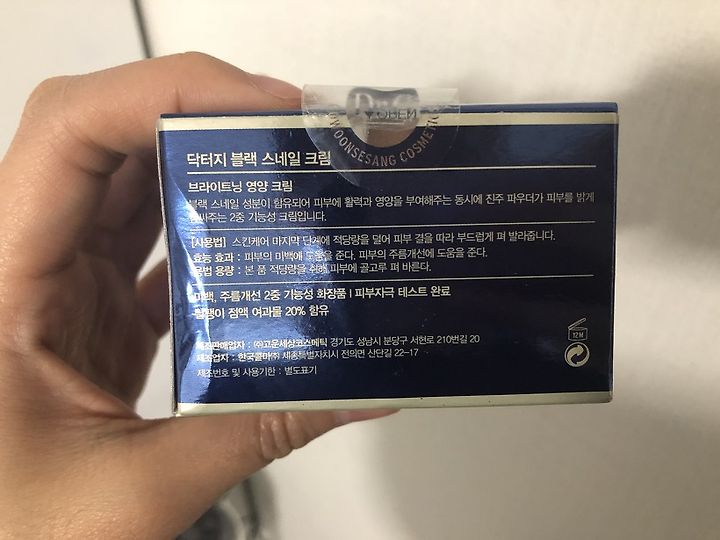 OPEN
GOWOONSESANG COSMETIC
닥터지 블랙 스네일 크림
브라이트닝 영양 크림
블랙 스네일 성분이 함유되어 피부에 활력과 영양을 부여해주는 동시에 진주 파우더가 피부를 밝게
감싸주는 2중 기능성 크림입니다.
[사용법] 스킨케어 마지막 단계에 적당량을 덜어 피부 결을 따라 부드럽게 펴 발라줍니다.
효능 효과 : 피부의 미백에 도움을 준다. 피부의 주름개선에 도움을 준다.
용법 용량 : 본 품 적당량을 취해 피부에 골고루 펴 바른다.
미백, 주름개선 2중 기능성 화장품 | 피부자극 테스트 완료
달팽이 점액 여과물 20% 함유
제조판매업자 : ㈜고운세상코스메틱 경기도 성남시 분당구 서현로 210번길 20
제조업자 : 한국콜마㈜ 세종특별자치시 전의면 산단길 22-17
제조번호 및 사용기한 : 별도표기
12M